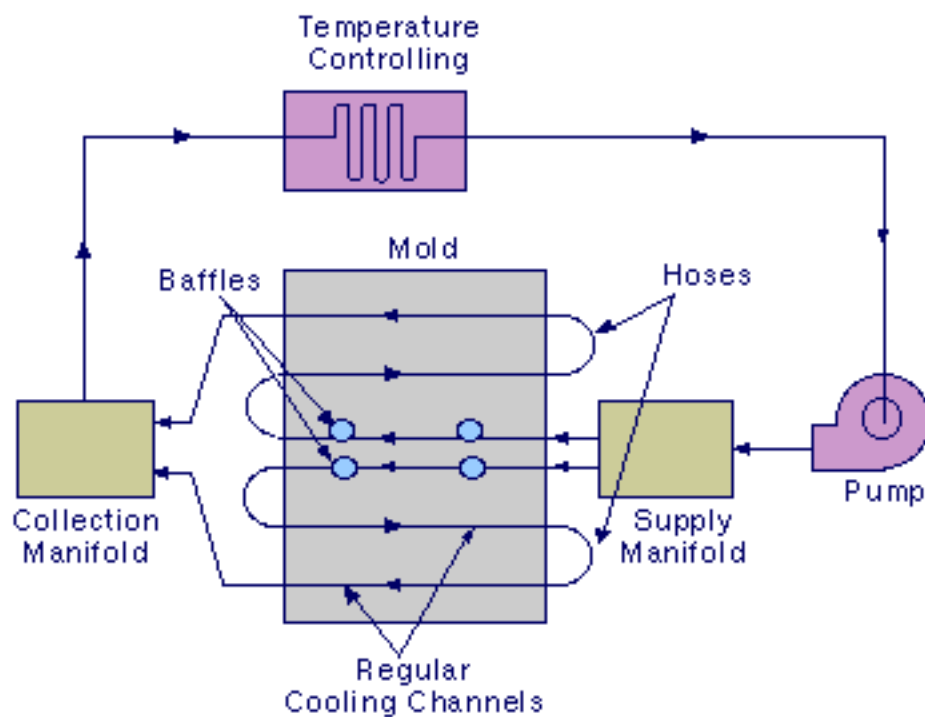 Temperature
Controlling
Mold
Baffles
Hoses
Collection
Manifold
Supply
Manifold
Pump
Regular
Cooling Channels